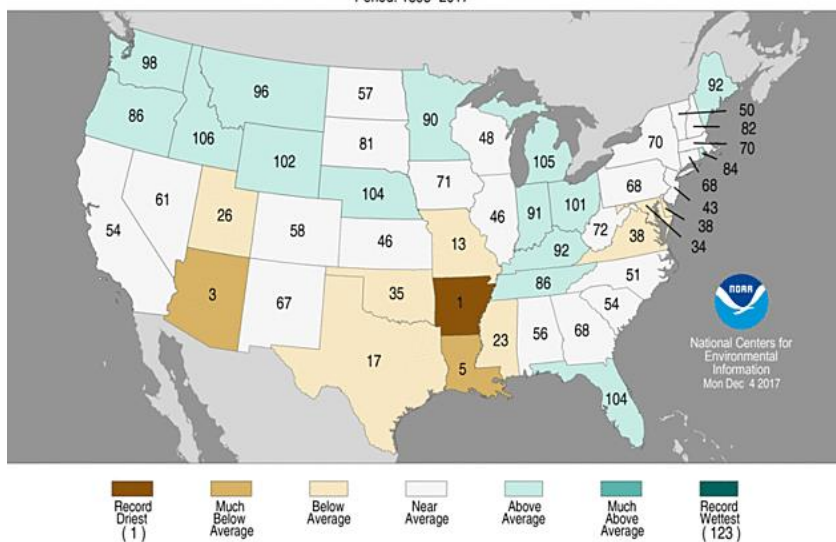 98
96
57
90
92
86
106
102
81
48
105
70
50
82
70
84
68
43
38
34
61
54
26
58
104
71
46
46
91
101
68
72
38
13
92
3
67
35
1
86
51
54
17
5
23
56
68
104
NOAA
National Centers for
Environmental
Information
Mon Dec 4 2017
Record
Driest
(1)
Much
Below
Average
Below
Average
Near
Average
Above
Average
Much
Above
Average
Record
Wettest
(123)